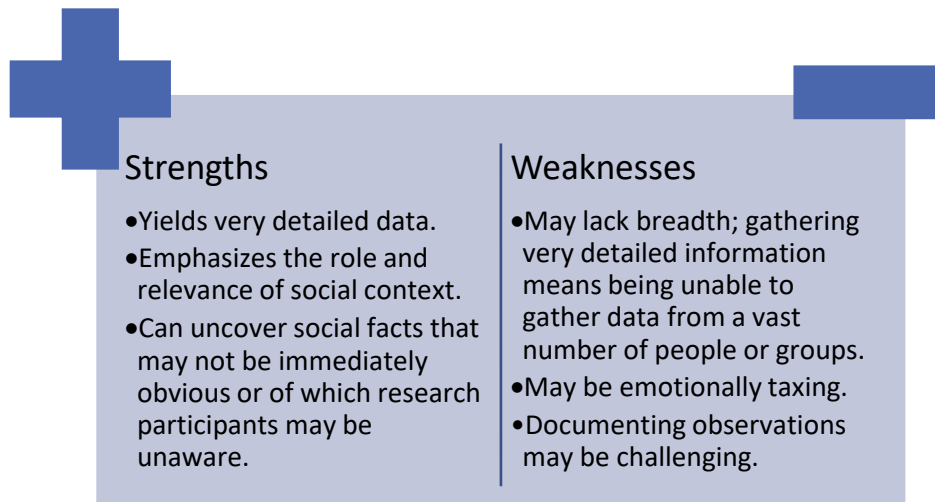 Strengths
•Yields very detailed data.
•Emphasizes the role and
relevance of social context.
•Can uncover social facts that
may not be immediately
obvious or of which research
participants may be
unaware.
Weaknesses
•May lack breadth; gathering
very detailed information
means being unable to
gather data from a vast
number of people or groups.
•May be emotionally taxing.
•Documenting observations
may be challenging.